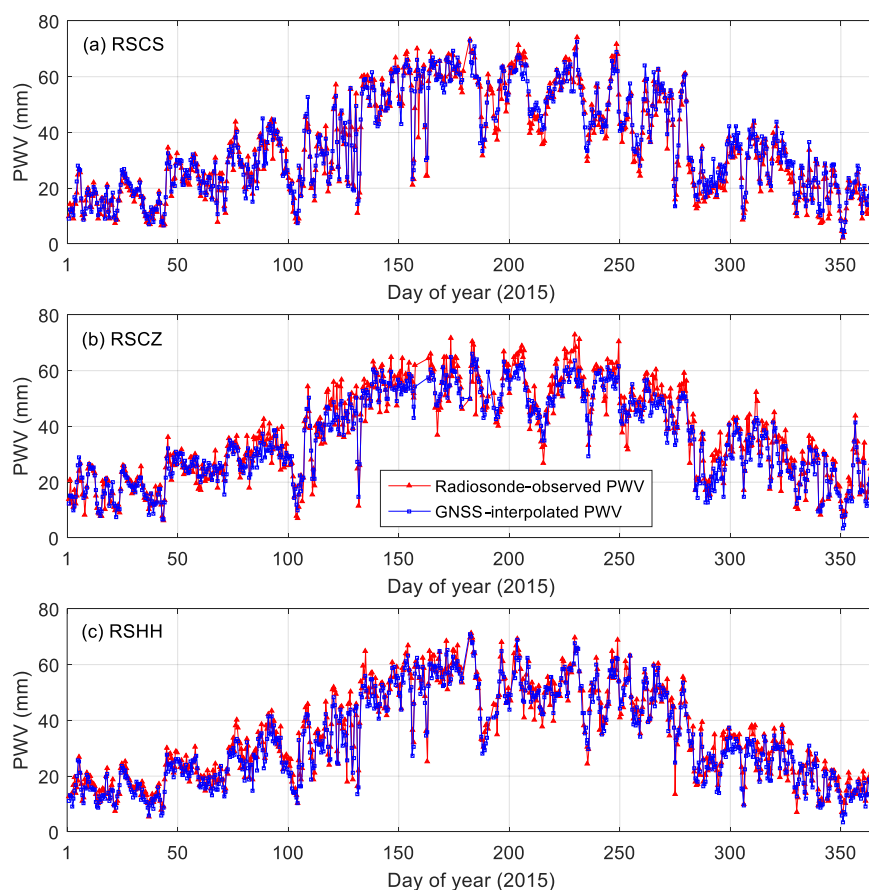 80
60
40
20
0
PWV (mm)
(a) RSCS
1 50 100 150 200 250 300 350
Day of year (2015)
80
60
40
20
0
PWV (mm)
(b) RSCZ
Radiosonde-observed PWV
GNSS-interpolated PWV
1 50 100 150 200 250 300 350
Day of year (2015)
80
60
40
20
0
PWV (mm)
(c) RSHH
1 50 100 150 200 250 300 350
Day of year (2015)